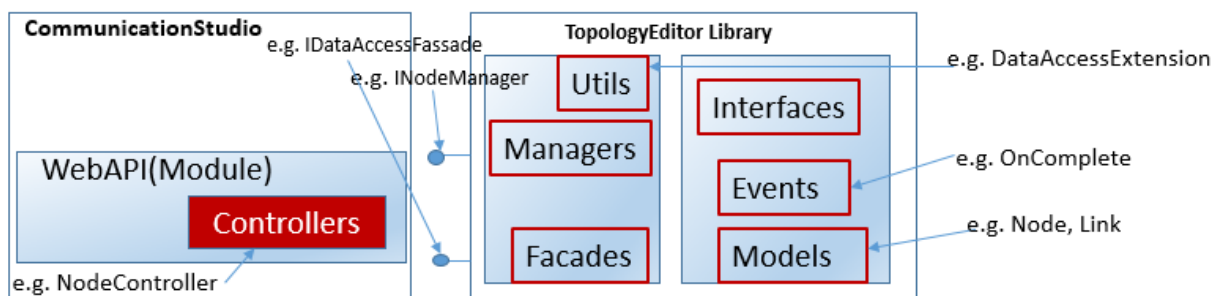 CommunicationStudio
TopologyEditor Library
e.g. IDataAccessFassade
e.g. INodeManager
Utils
e.g. DataAccessExtension
Interfaces
Managers
WebAPI(Module)
e.g. OnComplete
Events
Controllers
e.g. Node, Link
Facades
Models
e.g. NodeController